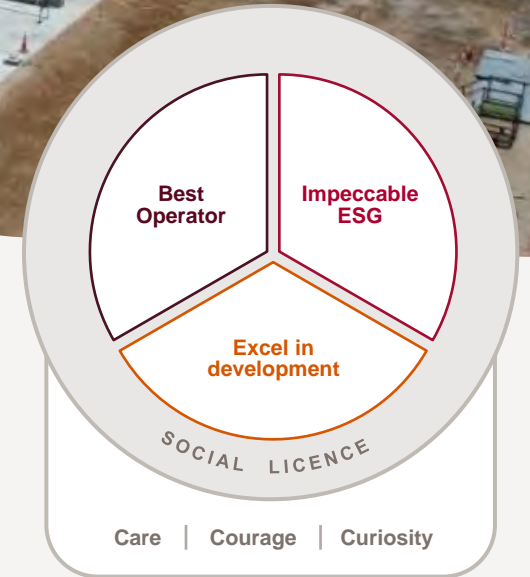 Best
Operator
Impeccable
ESG
Excel in
development
SOCIAL LICENCE
Care | Courage | Curiosity